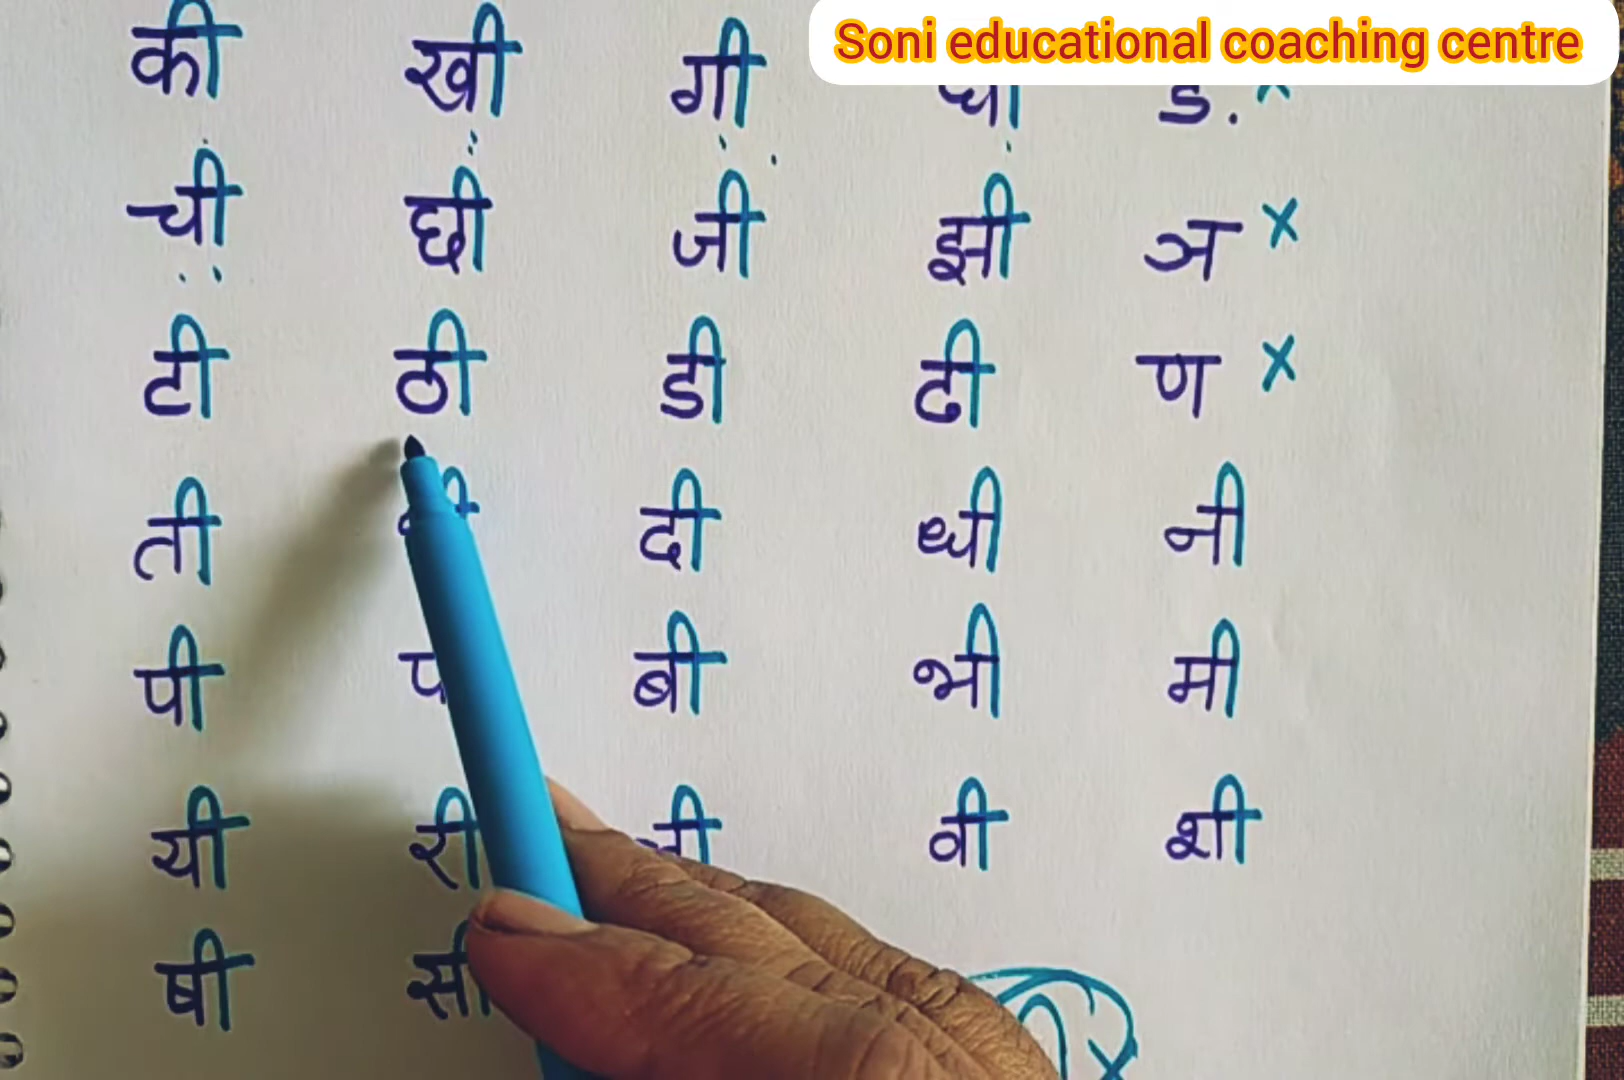 Soni educational coaching centre
की खी गी घी ङ ×
ची छी जी झी ञ ×
टी ठी डी ढी ण ×
ती दी धी नी
पी बी भी मी
यी री वी शी
षी सी